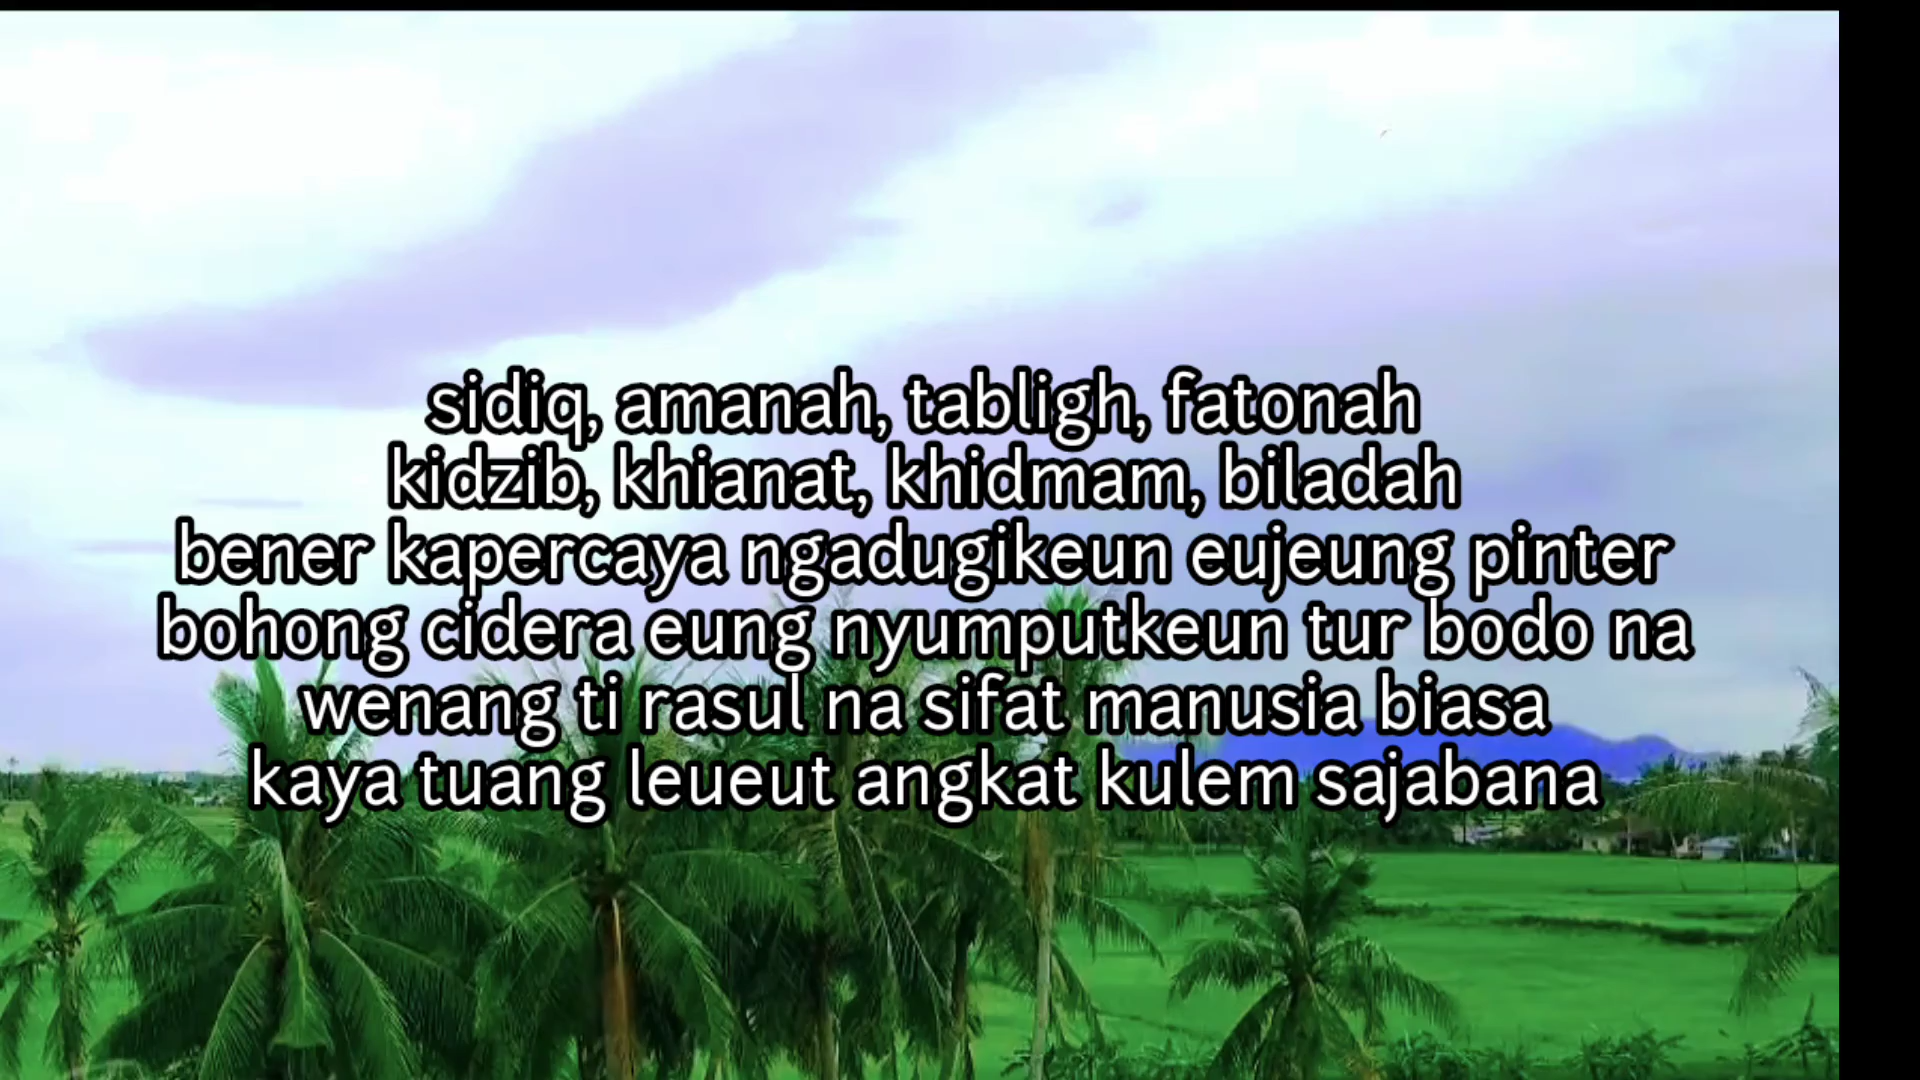 sidiq, amanah, tabligh, fatonah
kidzib, khianat, khidmam, biladah
bener kapercaya ngadugikeun eujeung pinter
bohong cidera eung nyumputkeun tur bodo na
wenang ti rasul na sifat manusia biasa
kaya tuang leueut angkat kulem sajabana